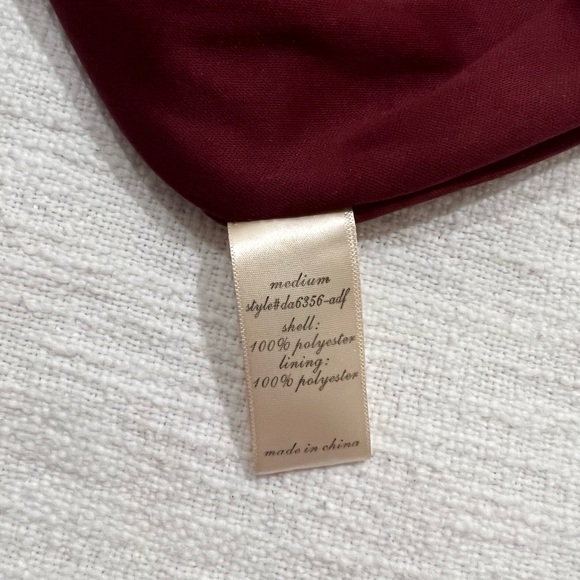 medium
style#da6356-adf
shell:
100% polyester
lining:
100% polyester
made in china